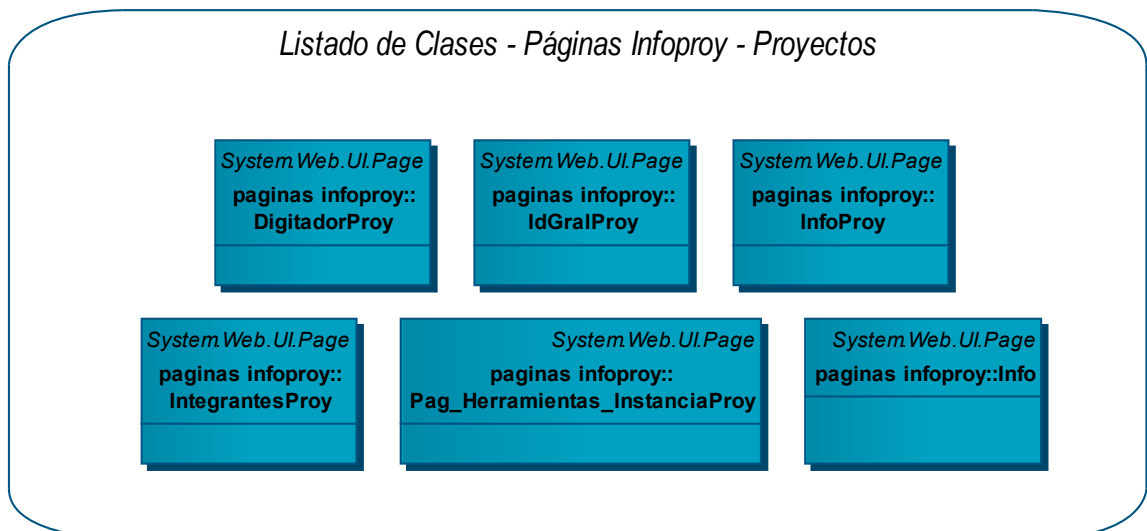 Listado de Clases - Páginas Infoproy - Proyectos
System.Web.UI.Page
paginas infoproy::
DigitadorProy
System.Web.UI.Page
paginas infoproy::
IdGralProy
System.Web.UI.Page
paginas infoproy::
InfoProy
System.Web.UI.Page
paginas infoproy::
IntegrantesProy
System.Web.UI.Page
paginas infoproy::
Pag_Herramientas_InstanciaProy
System.Web.UI.Page
paginas infoproy::Info